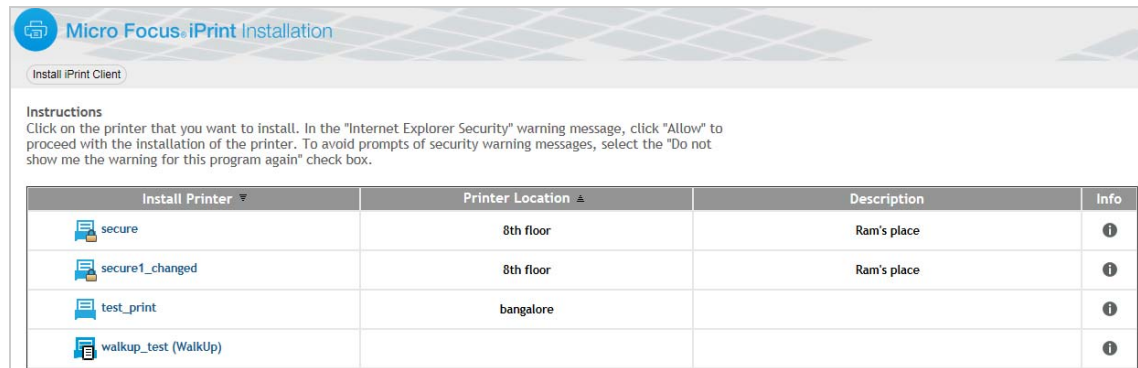 Micro Focus® iPrint Installation
Install iPrint Client
Instructions
Click on the printer that you want to install. In the "Internet Explorer Security" warning message, click "Allow" to
proceed with the installation of the printer. To avoid prompts of security warning messages, select the "Do not
show me the warning for this program again" check box.
Install Printer Printer Location Description Info
secure 8th floor Ram's place
secure1_changed 8th floor Ram's place
test_print bangalore
walkup_test (WalkUp)